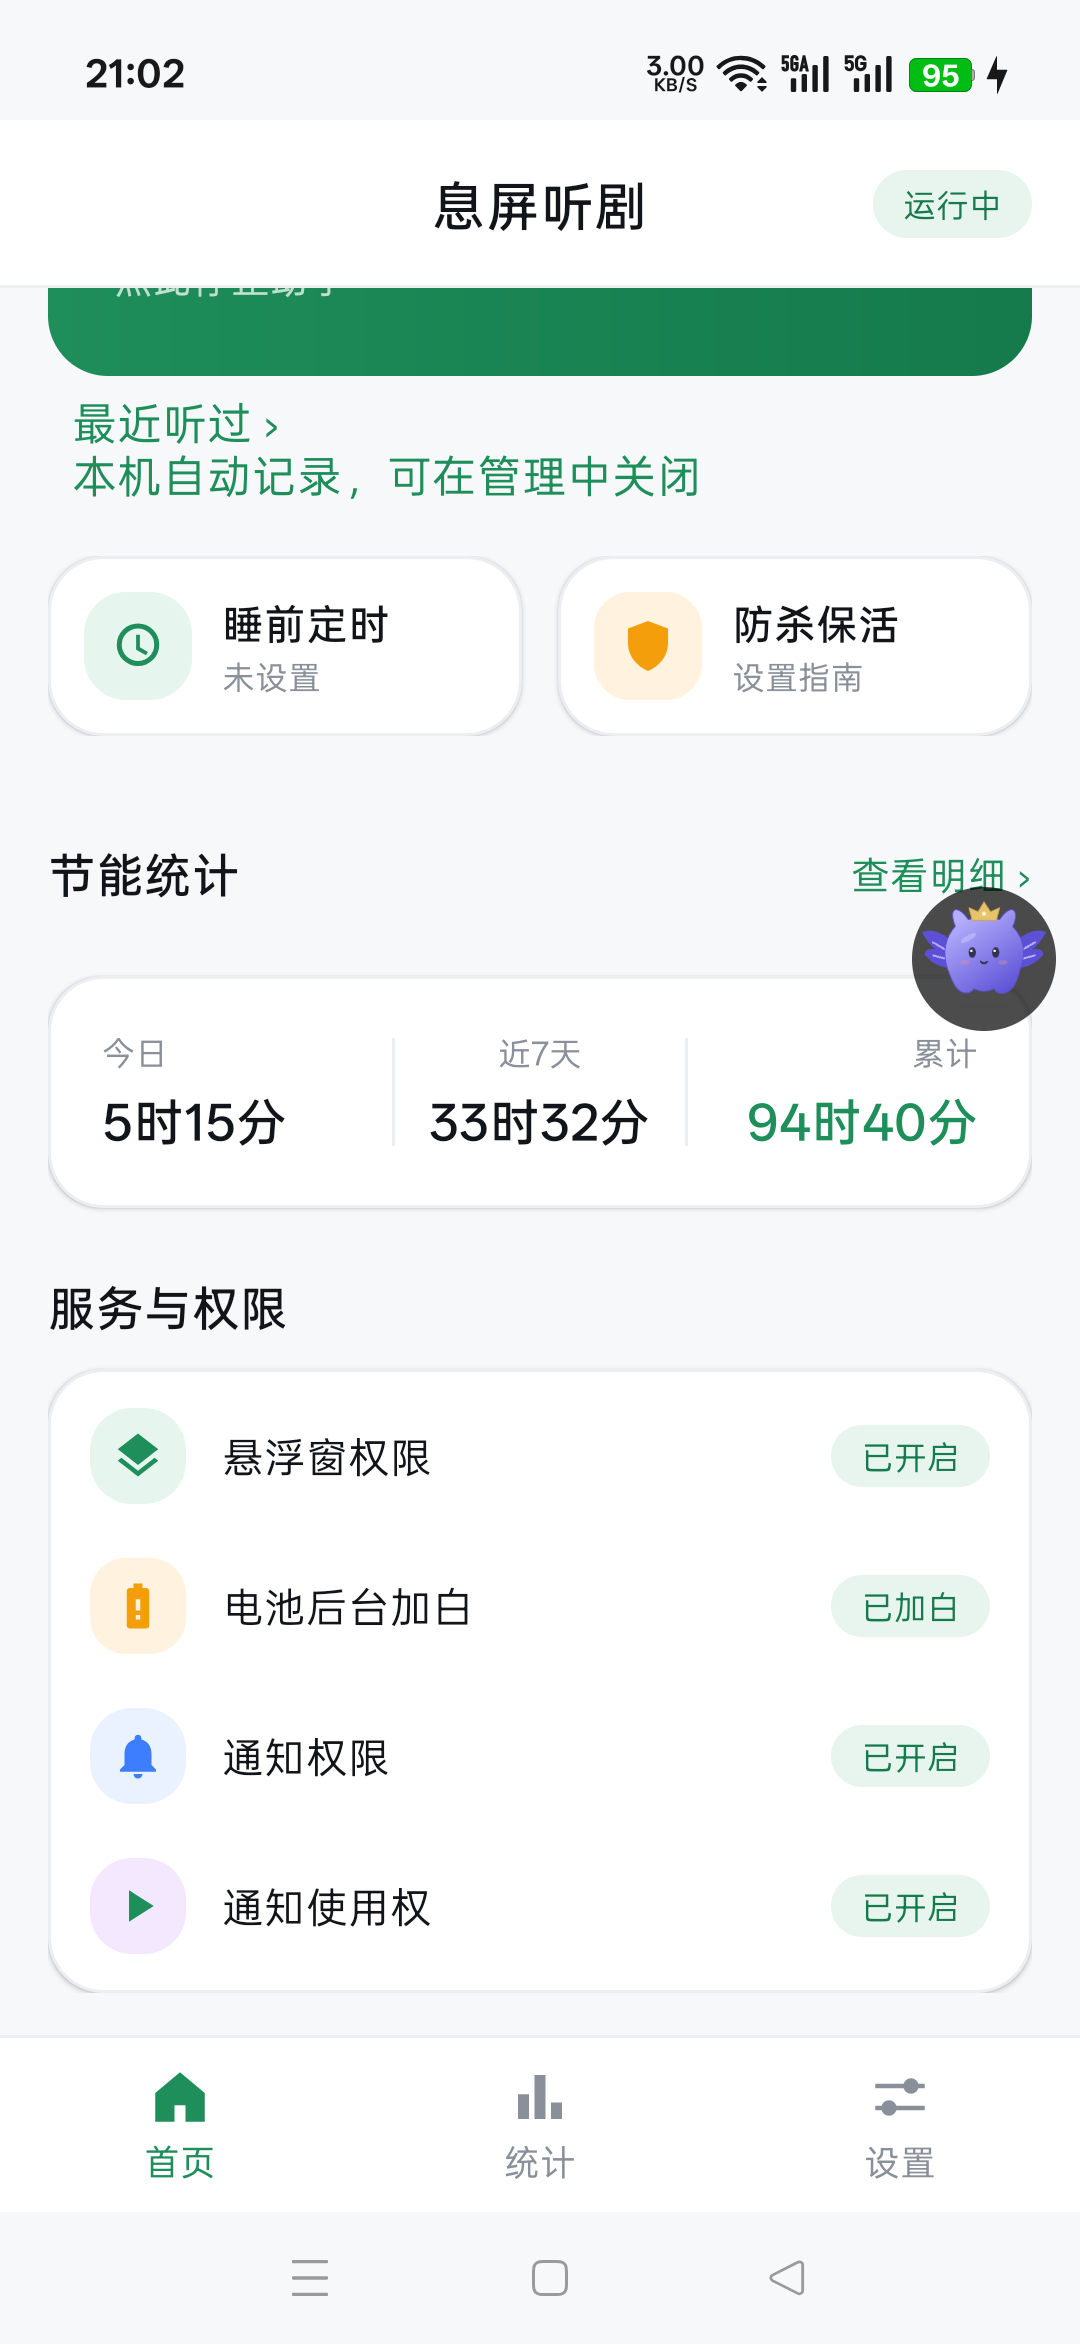 21:02
3.00
KB/S
5GA
5G
95
息屏听剧
运行中
最近听过 ›
本机自动记录，可在管理中关闭
睡前定时
未设置
防杀保活
设置指南
节能统计
查看明细 ›
今日
5时15分
近7天
33时32分
累计
94时40分
服务与权限
悬浮窗权限
已开启
电池后台加白
已加白
通知权限
已开启
通知使用权
已开启
首页
统计
设置